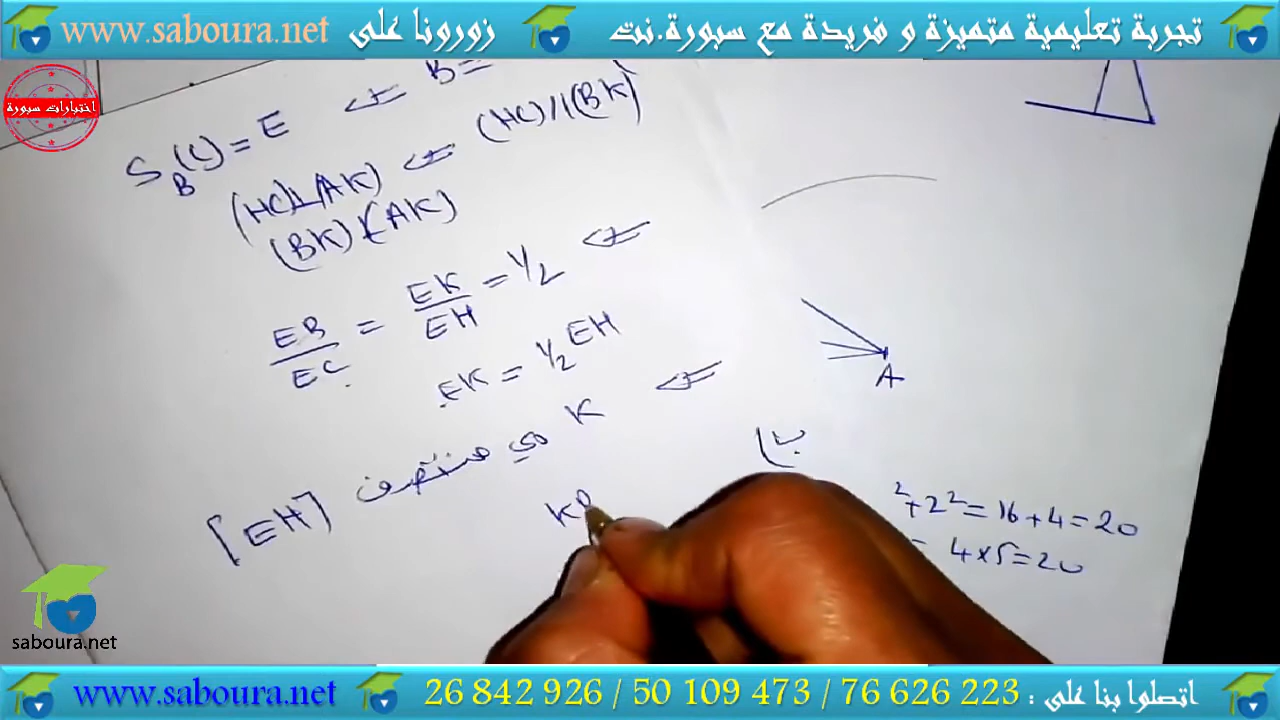 تجربة تعليمية متميزة و فريدة مع سبورة.نت زورونا على www.saboura.net
اختبارات سبورة
S_B(C) = E ⇐ B =
(HC) // (BK)
(HC) ⊥ (AK) ⇐
(BK) ⊥ (AK)
EB/EC = EK/EH = 1/2 ⇐
EK = 1/2 EH
K هي منتصف [EH] ⇐
KB
A
ب)
² + 2² = 16 + 4 = 20
= 4 × 5 = 20
saboura.net
www.saboura.net اتصلوا بنا على : 26 842 926 / 50 109 473 / 76 626 223